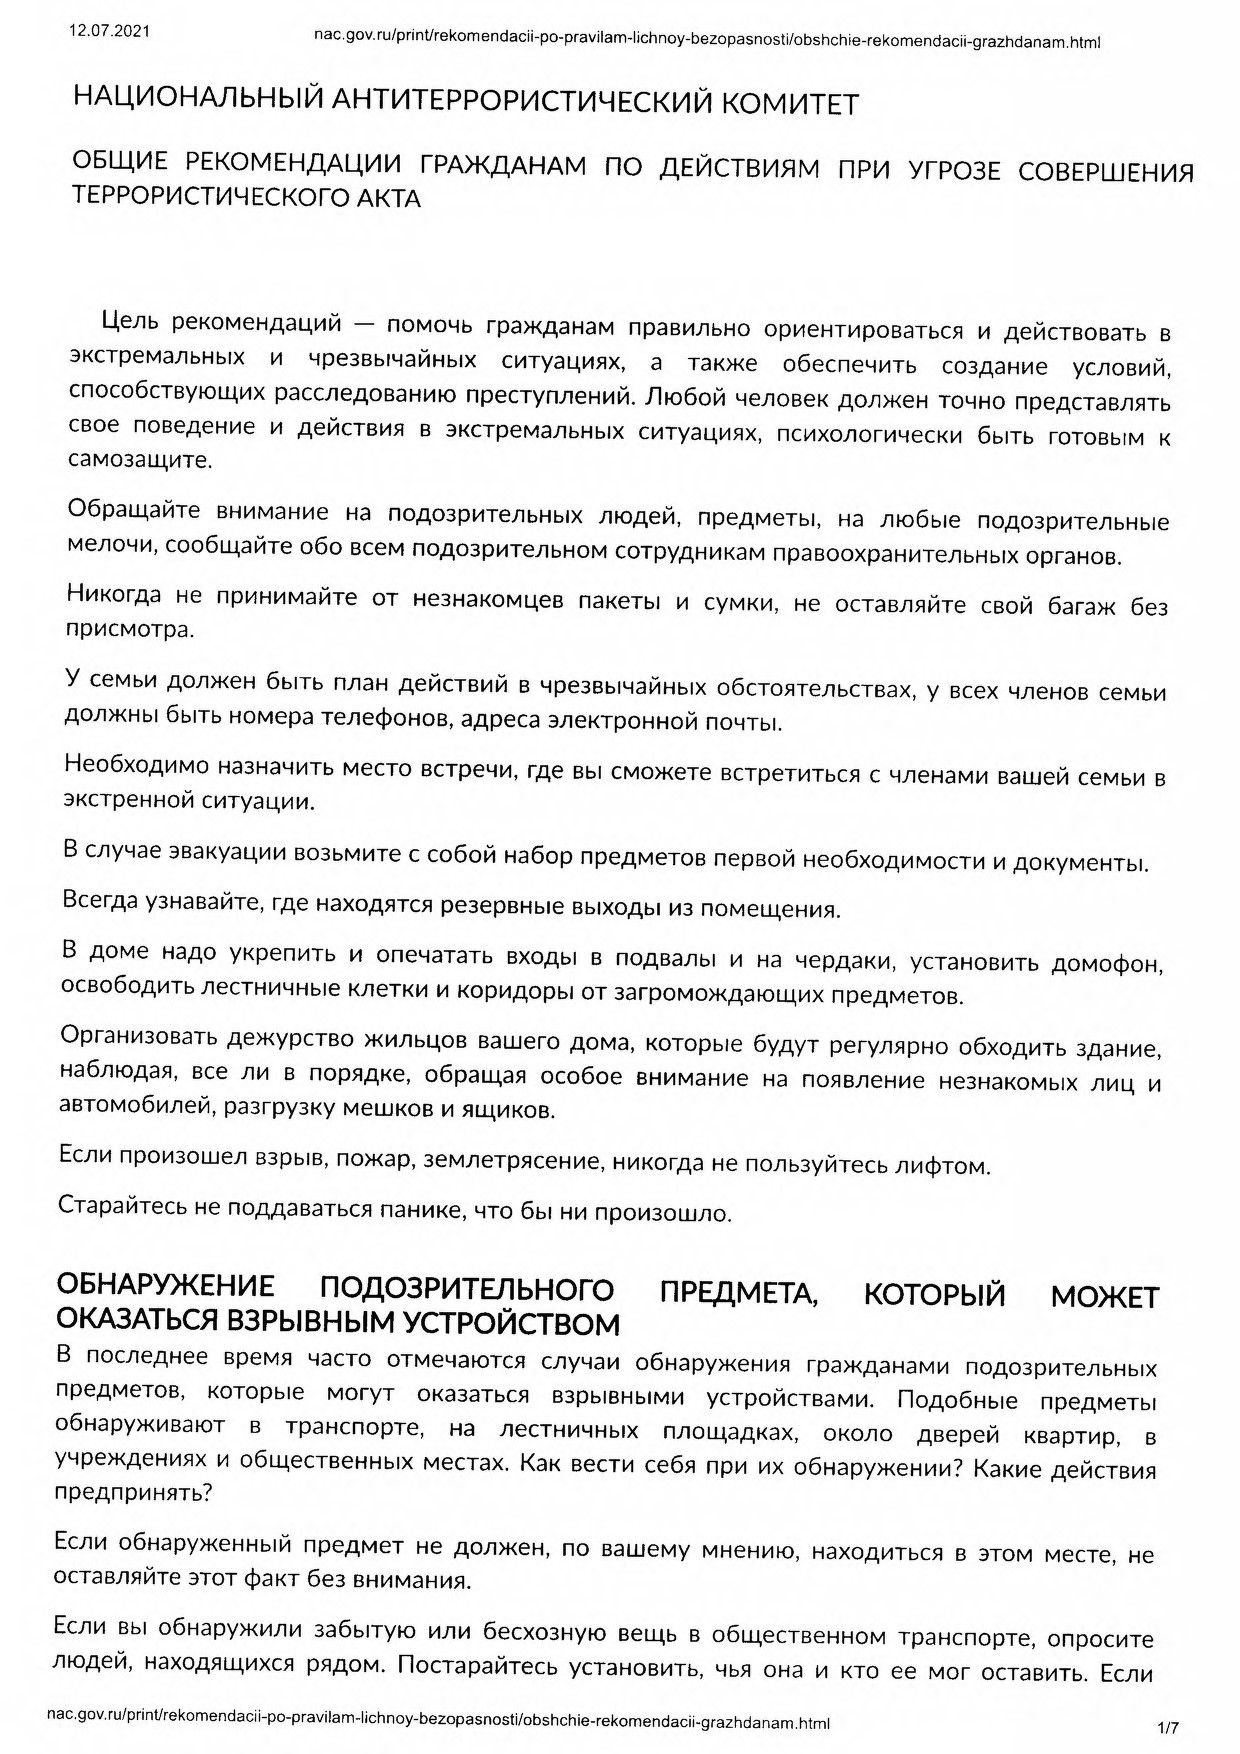 12.07.2021
nac.gov.ru/print/rekomendacii-po-pravilam-lichnoy-bezopasnosti/obshchie-rekomendacii-grazhdanam.html
НАЦИОНАЛЬНЫЙ АНТИТЕРРОРИСТИЧЕСКИЙ КОМИТЕТ
ОБЩИЕ РЕКОМЕНДАЦИИ ГРАЖДАНАМ ПО ДЕЙСТВИЯМ ПРИ УГРОЗЕ СОВЕРШЕНИЯ
ТЕРРОРИСТИЧЕСКОГО АКТА
Цель рекомендаций — помочь гражданам правильно ориентироваться и действовать в
экстремальных и чрезвычайных ситуациях, а также обеспечить создание условий,
способствующих расследованию преступлений. Любой человек должен точно представлять
свое поведение и действия в экстремальных ситуациях, психологически быть готовым к
самозащите.
Обращайте внимание на подозрительных людей, предметы, на любые подозрительные
мелочи, сообщайте обо всем подозрительном сотрудникам правоохранительных органов.
Никогда не принимайте от незнакомцев пакеты и сумки, не оставляйте свой багаж без
присмотра.
У семьи должен быть план действий в чрезвычайных обстоятельствах, у всех членов семьи
должны быть номера телефонов, адреса электронной почты.
Необходимо назначить место встречи, где вы сможете встретиться с членами вашей семьи в
экстренной ситуации.
В случае эвакуации возьмите с собой набор предметов первой необходимости и документы.
Всегда узнавайте, где находятся резервные выходы из помещения.
В доме надо укрепить и опечатать входы в подвалы и на чердаки, установить домофон,
освободить лестничные клетки и коридоры от загромождающих предметов.
Организовать дежурство жильцов вашего дома, которые будут регулярно обходить здание,
наблюдая, все ли в порядке, обращая особое внимание на появление незнакомых лиц и
автомобилей, разгрузку мешков и ящиков.
Если произошел взрыв, пожар, землетрясение, никогда не пользуйтесь лифтом.
Старайтесь не поддаваться панике, что бы ни произошло.
ОБНАРУЖЕНИЕ ПОДОЗРИТЕЛЬНОГО ПРЕДМЕТА, КОТОРЫЙ МОЖЕТ
ОКАЗАТЬСЯ ВЗРЫВНЫМ УСТРОЙСТВОМ
В последнее время часто отмечаются случаи обнаружения гражданами подозрительных
предметов, которые могут оказаться взрывными устройствами. Подобные предметы
обнаруживают в транспорте, на лестничных площадках, около дверей квартир, в
учреждениях и общественных местах. Как вести себя при их обнаружении? Какие действия
предпринять?
Если обнаруженный предмет не должен, по вашему мнению, находиться в этом месте, не
оставляйте этот факт без внимания.
Если вы обнаружили забытую или бесхозную вещь в общественном транспорте, опросите
людей, находящихся рядом. Постарайтесь установить, чья она и кто ее мог оставить. Если
nac.gov.ru/print/rekomendacii-po-pravilam-lichnoy-bezopasnosti/obshchie-rekomendacii-grazhdanam.html
1/7